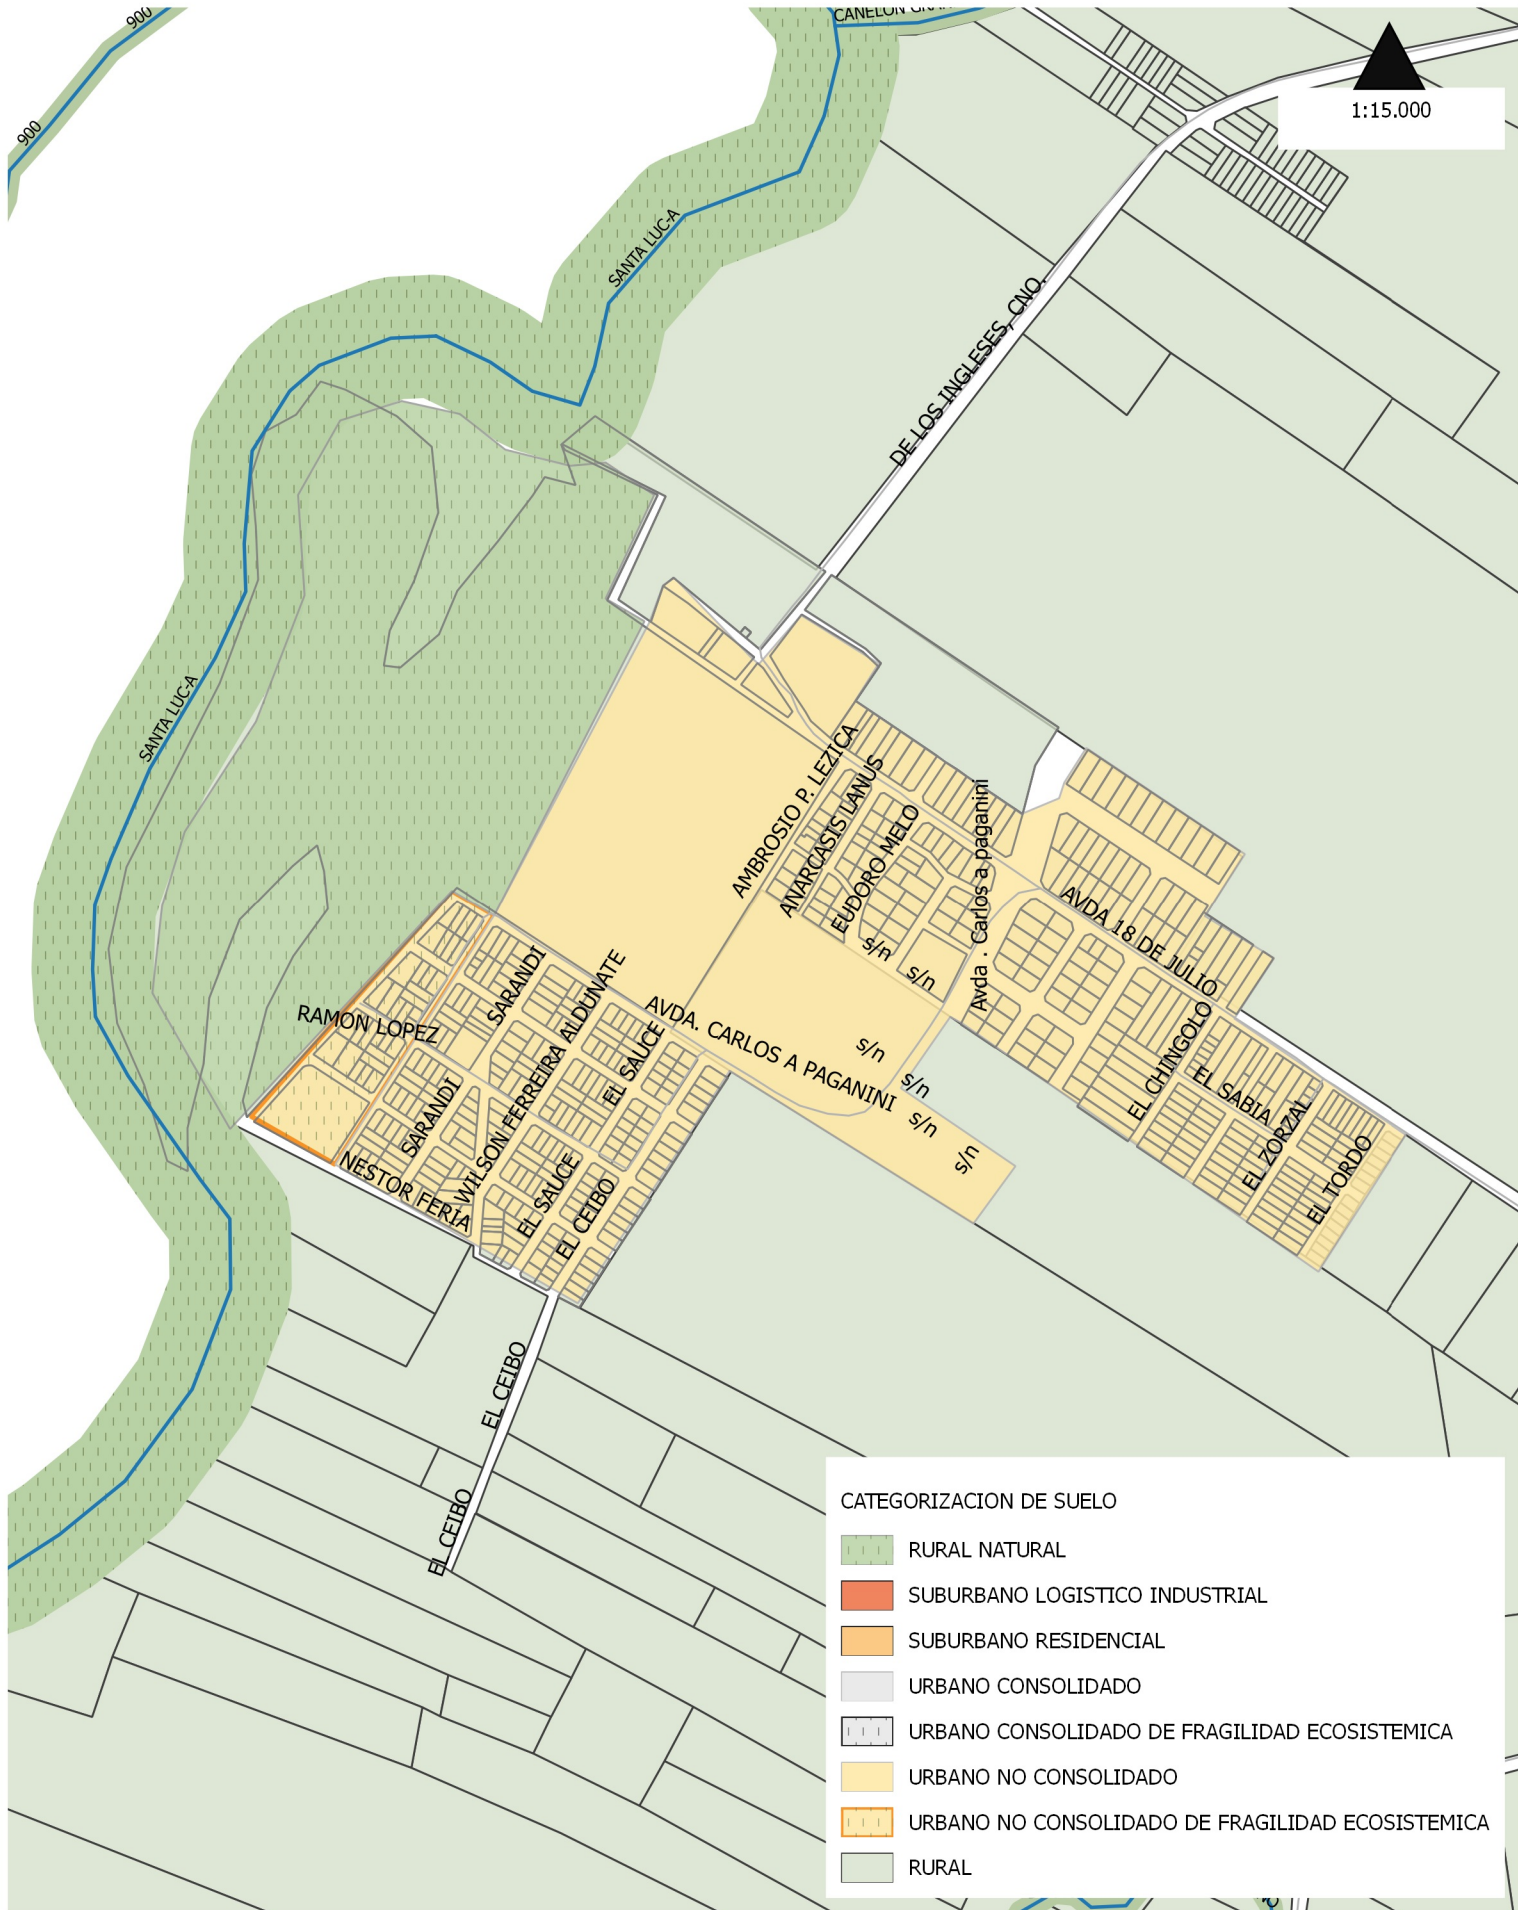 900
CANELON GRAN
900
1:15.000
SANTA LUC-A
DE LOS INGLESES, CNO.
SANTA LUC-A
AMBROSIO P. LEZICA
ANARCASIS LANUS
EUDORO MELO
Avda . Carlos a paganini
AVDA 18 DE JULIO
s/n
s/n
SARANDI
WILSON FERREIRA ALDUNATE
RAMON LOPEZ
AVDA. CARLOS A PAGANINI
EL SAUCE
s/n
s/n
s/n
s/n
EL CHINGOLO
EL SABIA
EL ZORZAL
EL TORDO
SARANDI
NESTOR FERIA
EL SAUCE
EL CEIBO
EL CEIBO
EL CEIBO
CATEGORIZACION DE SUELO
RURAL NATURAL
SUBURBANO LOGISTICO INDUSTRIAL
SUBURBANO RESIDENCIAL
URBANO CONSOLIDADO
URBANO CONSOLIDADO DE FRAGILIDAD ECOSISTEMICA
URBANO NO CONSOLIDADO
URBANO NO CONSOLIDADO DE FRAGILIDAD ECOSISTEMICA
RURAL